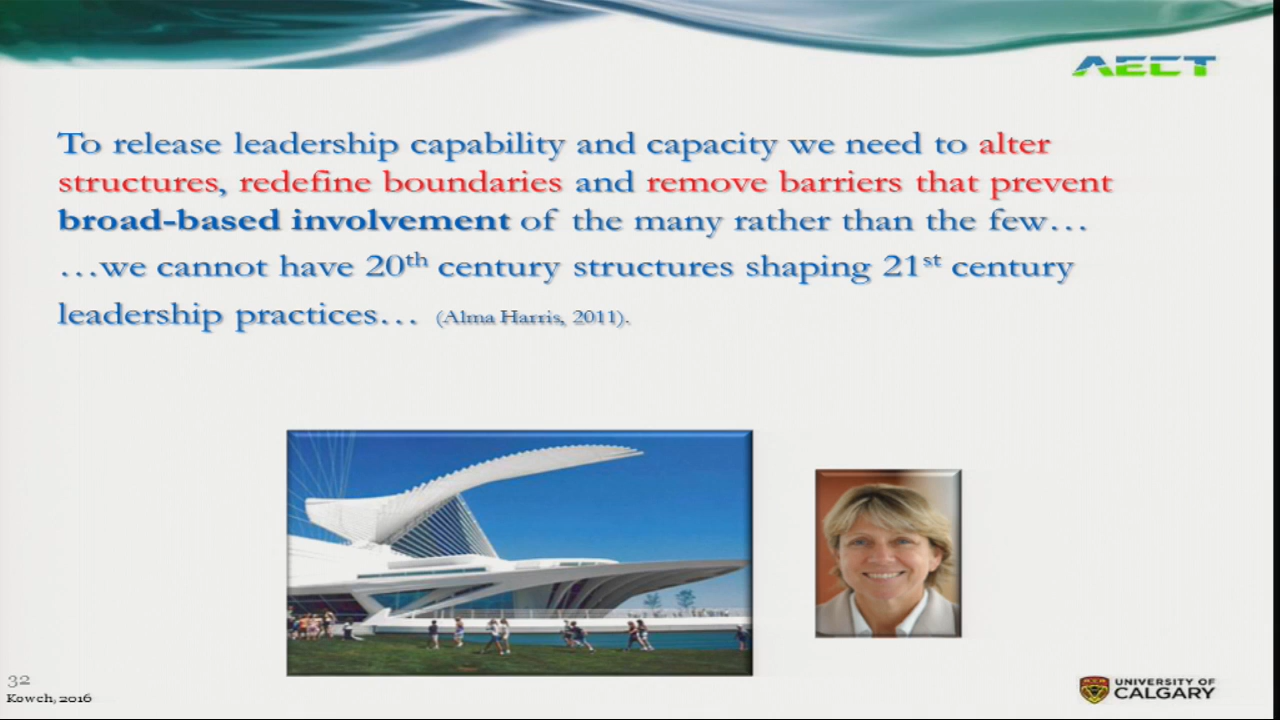 AECT
To release leadership capability and capacity we need to alter
structures, redefine boundaries and remove barriers that prevent
broad-based involvement of the many rather than the few…
…we cannot have 20th century structures shaping 21st century
leadership practices… (Alma Harris, 2011).
32
Kowch, 2016
UNIVERSITY OF
CALGARY